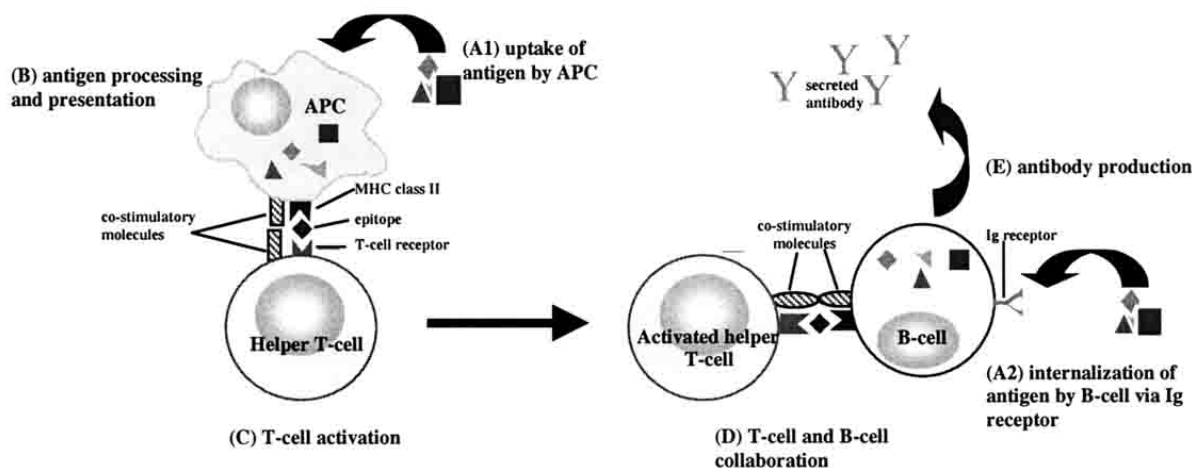 (A1) uptake of
antigen by APC
(B) antigen processing
and presentation
APC
MHC class II
co-stimulatory
molecules
epitope
T-cell receptor
Helper T-cell
(C) T-cell activation
secreted
antibody
(E) antibody production
co-stimulatory
molecules
Ig receptor
Activated helper
T-cell
B-cell
(A2) internalization of
antigen by B-cell via Ig
receptor
(D) T-cell and B-cell
collaboration